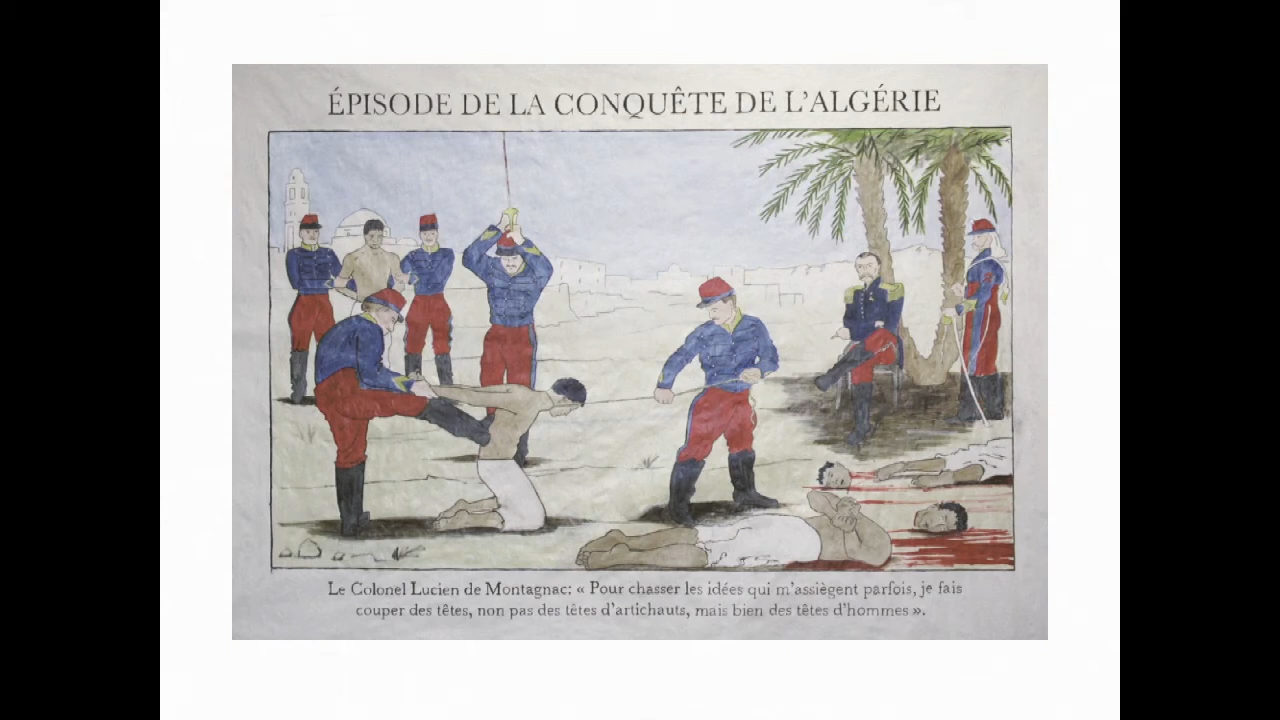 ÉPISODE DE LA CONQUÊTE DE L'ALGÉRIE
Le Colonel Lucien de Montagnac: « Pour chasser les idées qui m'assiègent parfois, je fais
couper des têtes, non pas des têtes d'artichauts, mais bien des têtes d'hommes ».